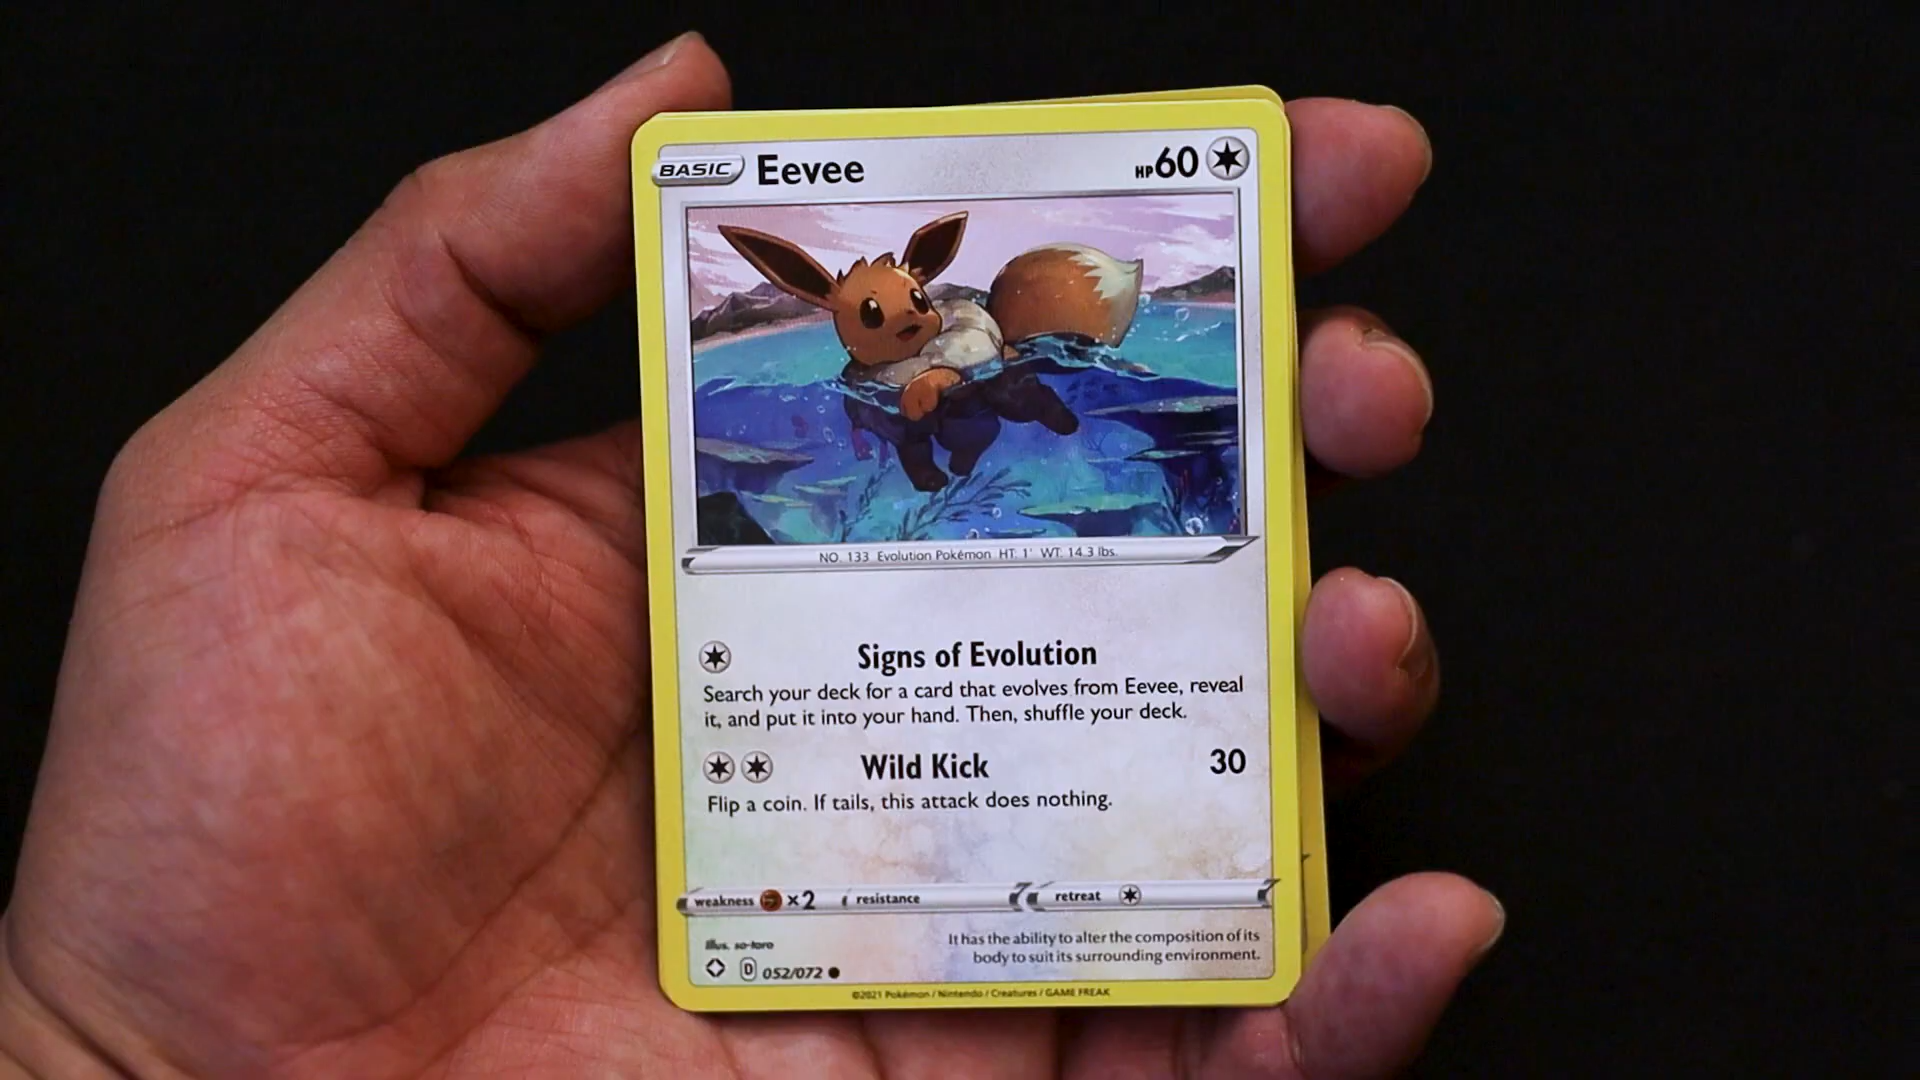 BASIC Eevee HP60
NO. 133 Evolution Pokémon HT: 1' WT: 14.3 lbs.
Signs of Evolution
Search your deck for a card that evolves from Eevee, reveal
it, and put it into your hand. Then, shuffle your deck.
Wild Kick 30
Flip a coin. If tails, this attack does nothing.
weakness ×2 resistance retreat
Illus. so-taro
It has the ability to alter the composition of its
body to suit its surrounding environment.
D 052/072
©2021 Pokémon / Nintendo / Creatures / GAME FREAK